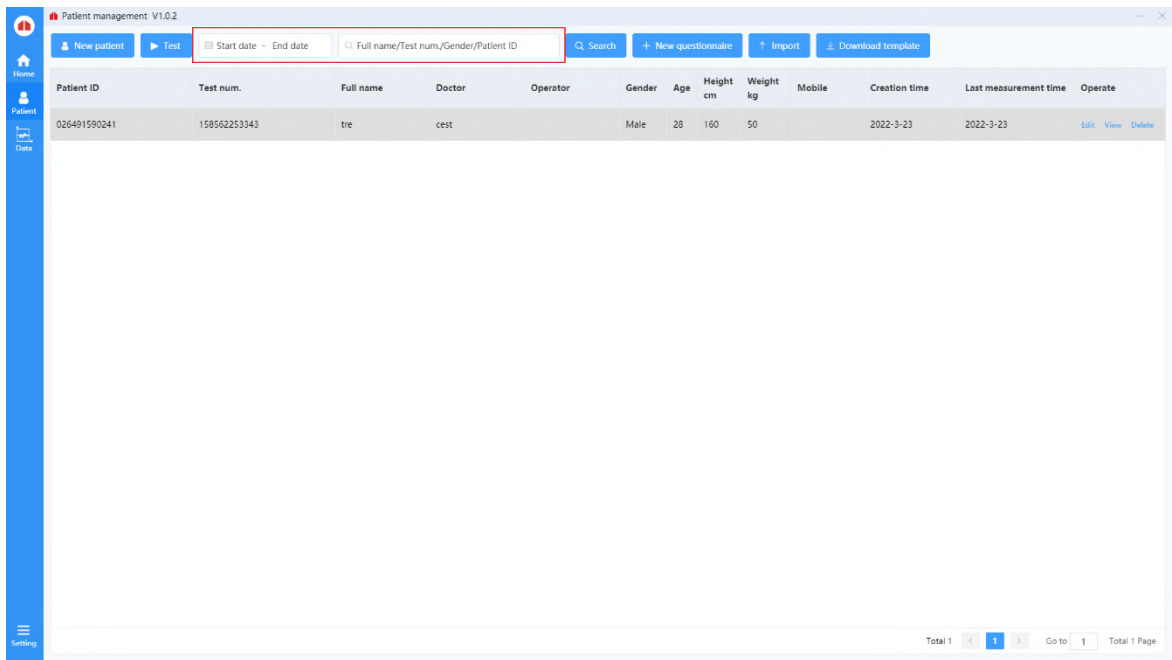 Patient management V1.0.2
New patient
Test
Start date - End date
Full name/Test num./Gender/Patient ID
Search
New questionnaire
Import
Download template
Home
Patient
Data
Patient ID Test num. Full name Doctor Operator Gender Age Height cm Weight kg Mobile Creation time Last measurement time Operate
026491590241 158562253343 tre cest Male 28 160 50 2022-3-23 2022-3-23 Edit View Delete
Setting
Total 1 < 1 > Go to 1 Total 1 Page